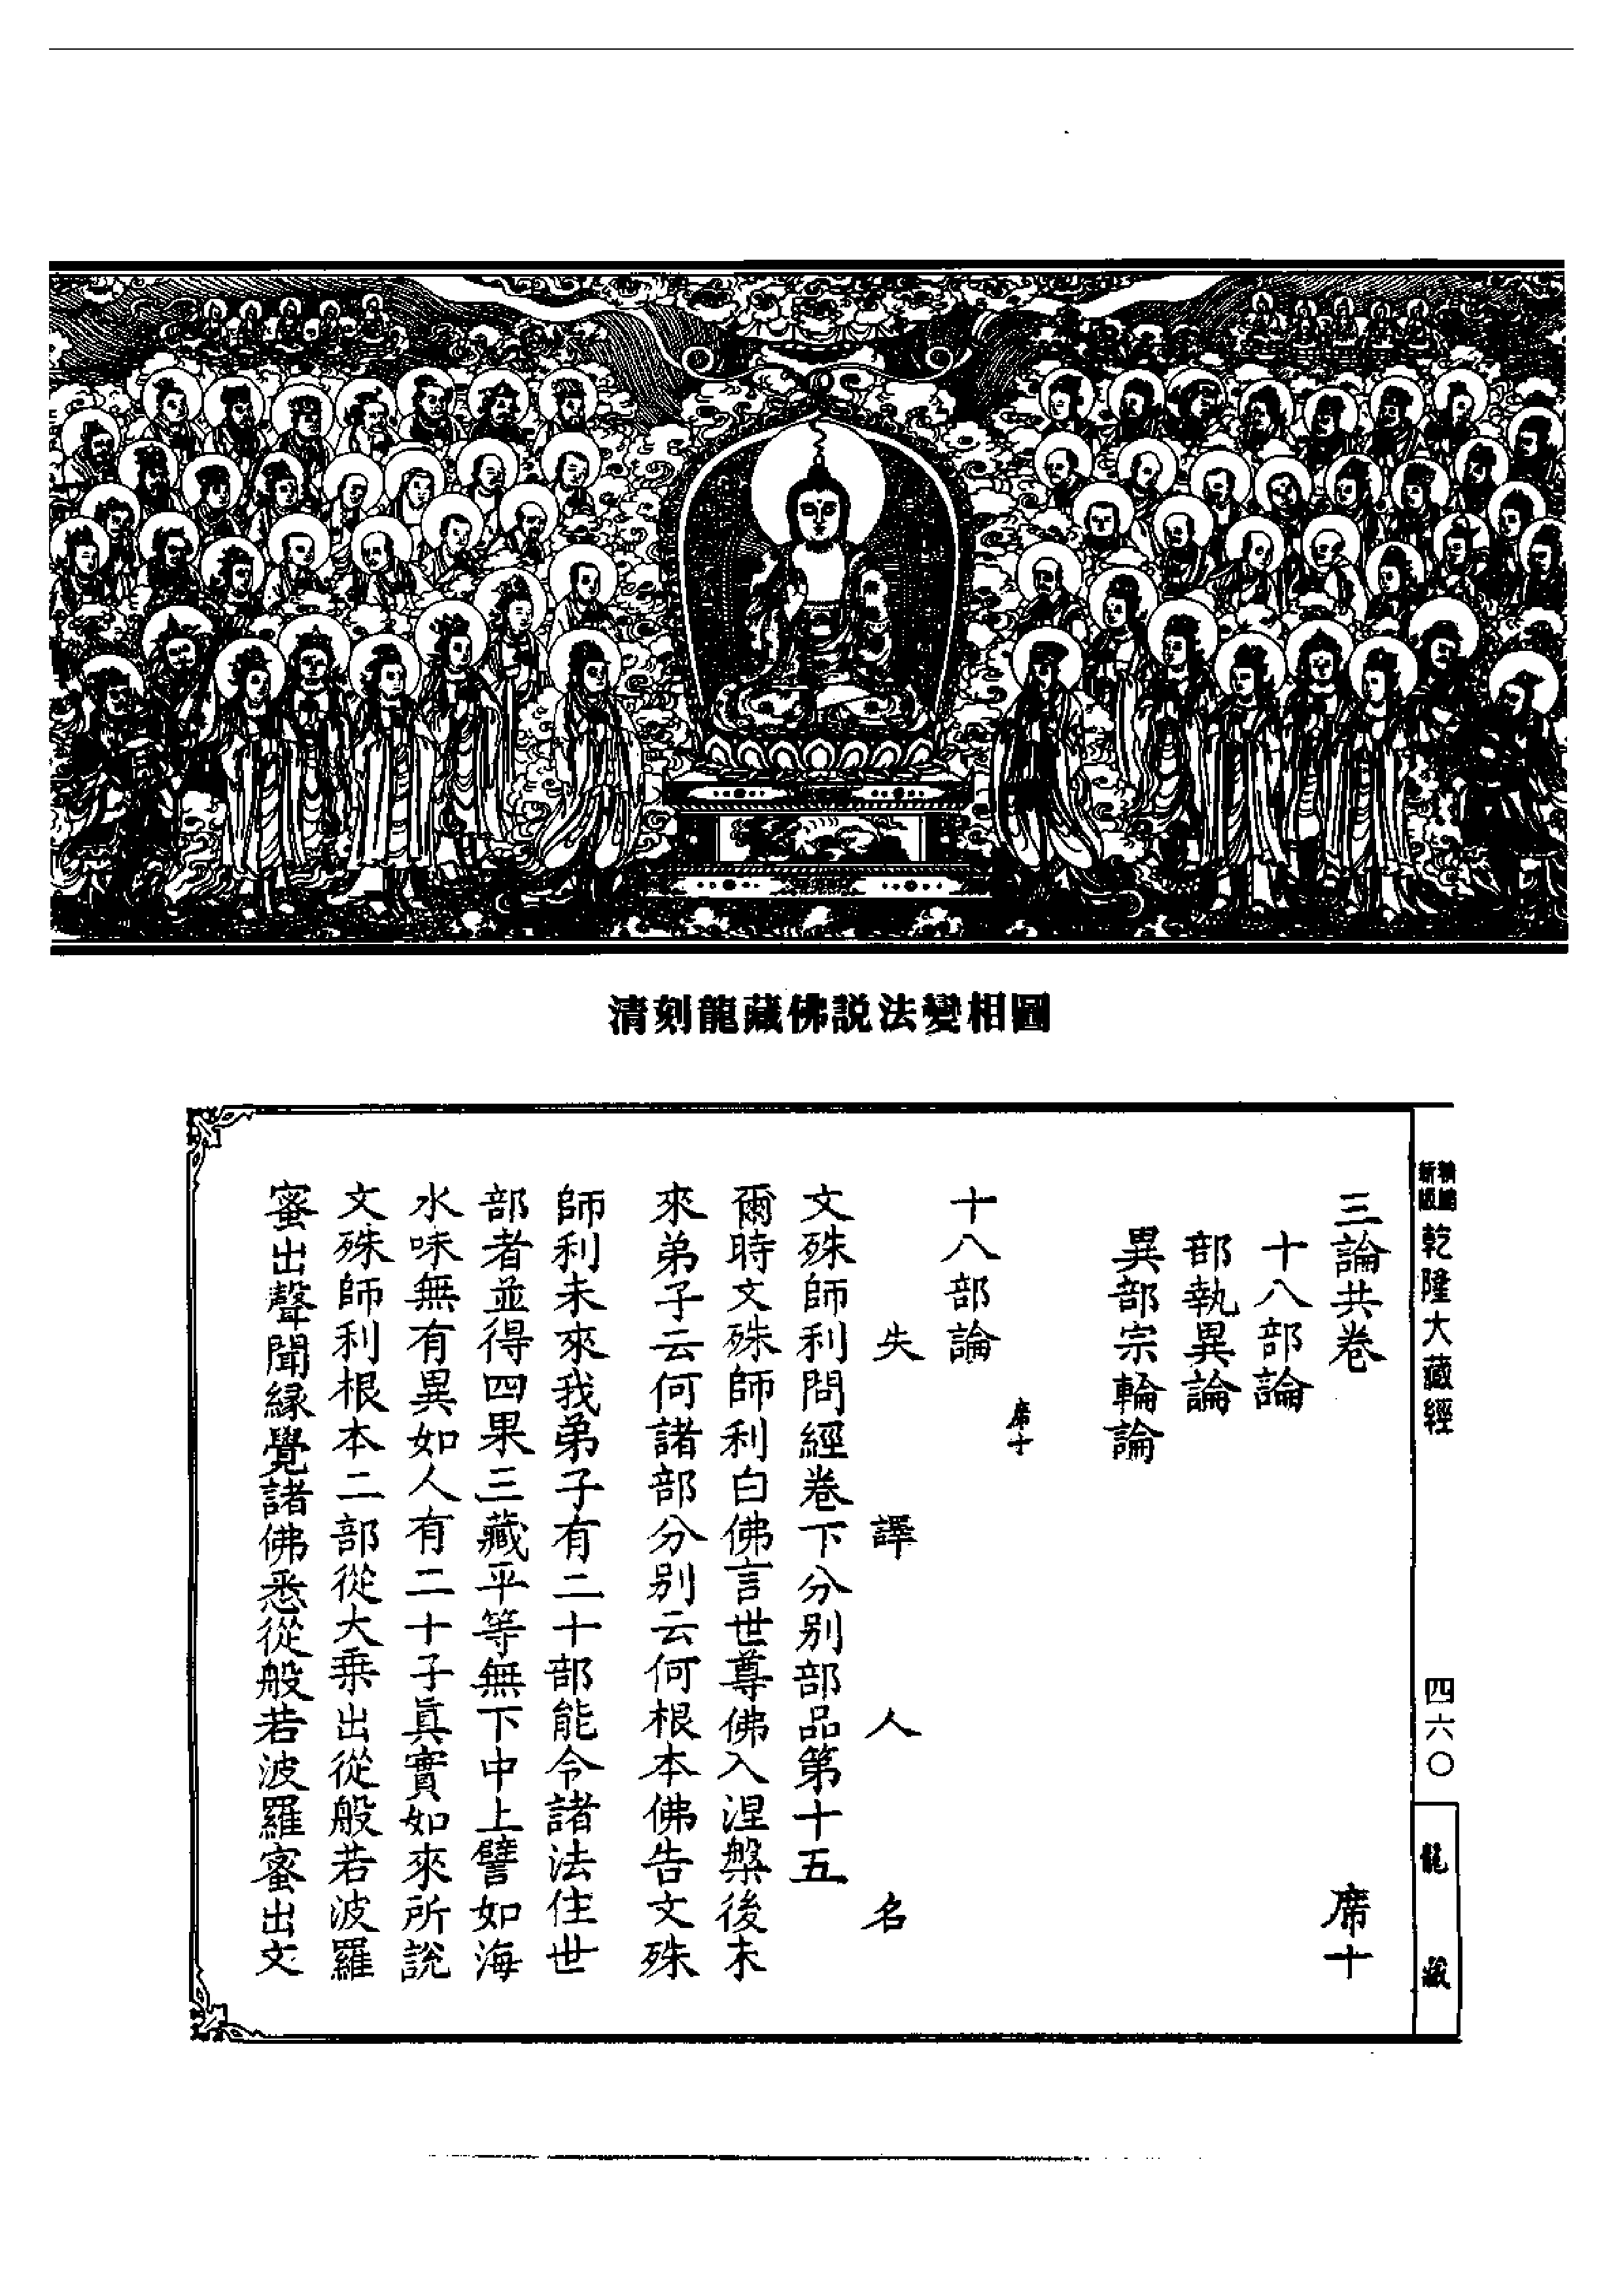 清刻龍藏佛説法變相圖
乾隆大藏經
四六〇
龍藏
三論共卷
席十
十八部論
部執異論
異部宗輪論
席十
十八部論
失譯人名
文殊師利問經卷下分别部品第十五
爾時文殊師利白佛言世尊佛入涅槃後未
來弟子云何諸部分别云何根本佛告文殊
師利未來我弟子有二十部能令諸法住世
部者並得四果三藏平等無下中上譬如海
水味無有異如人有二十子真實如來所說
文殊師利根本二部從大乗出從般若波羅
蜜出聲聞緣覺諸佛悉從般若波羅蜜出文